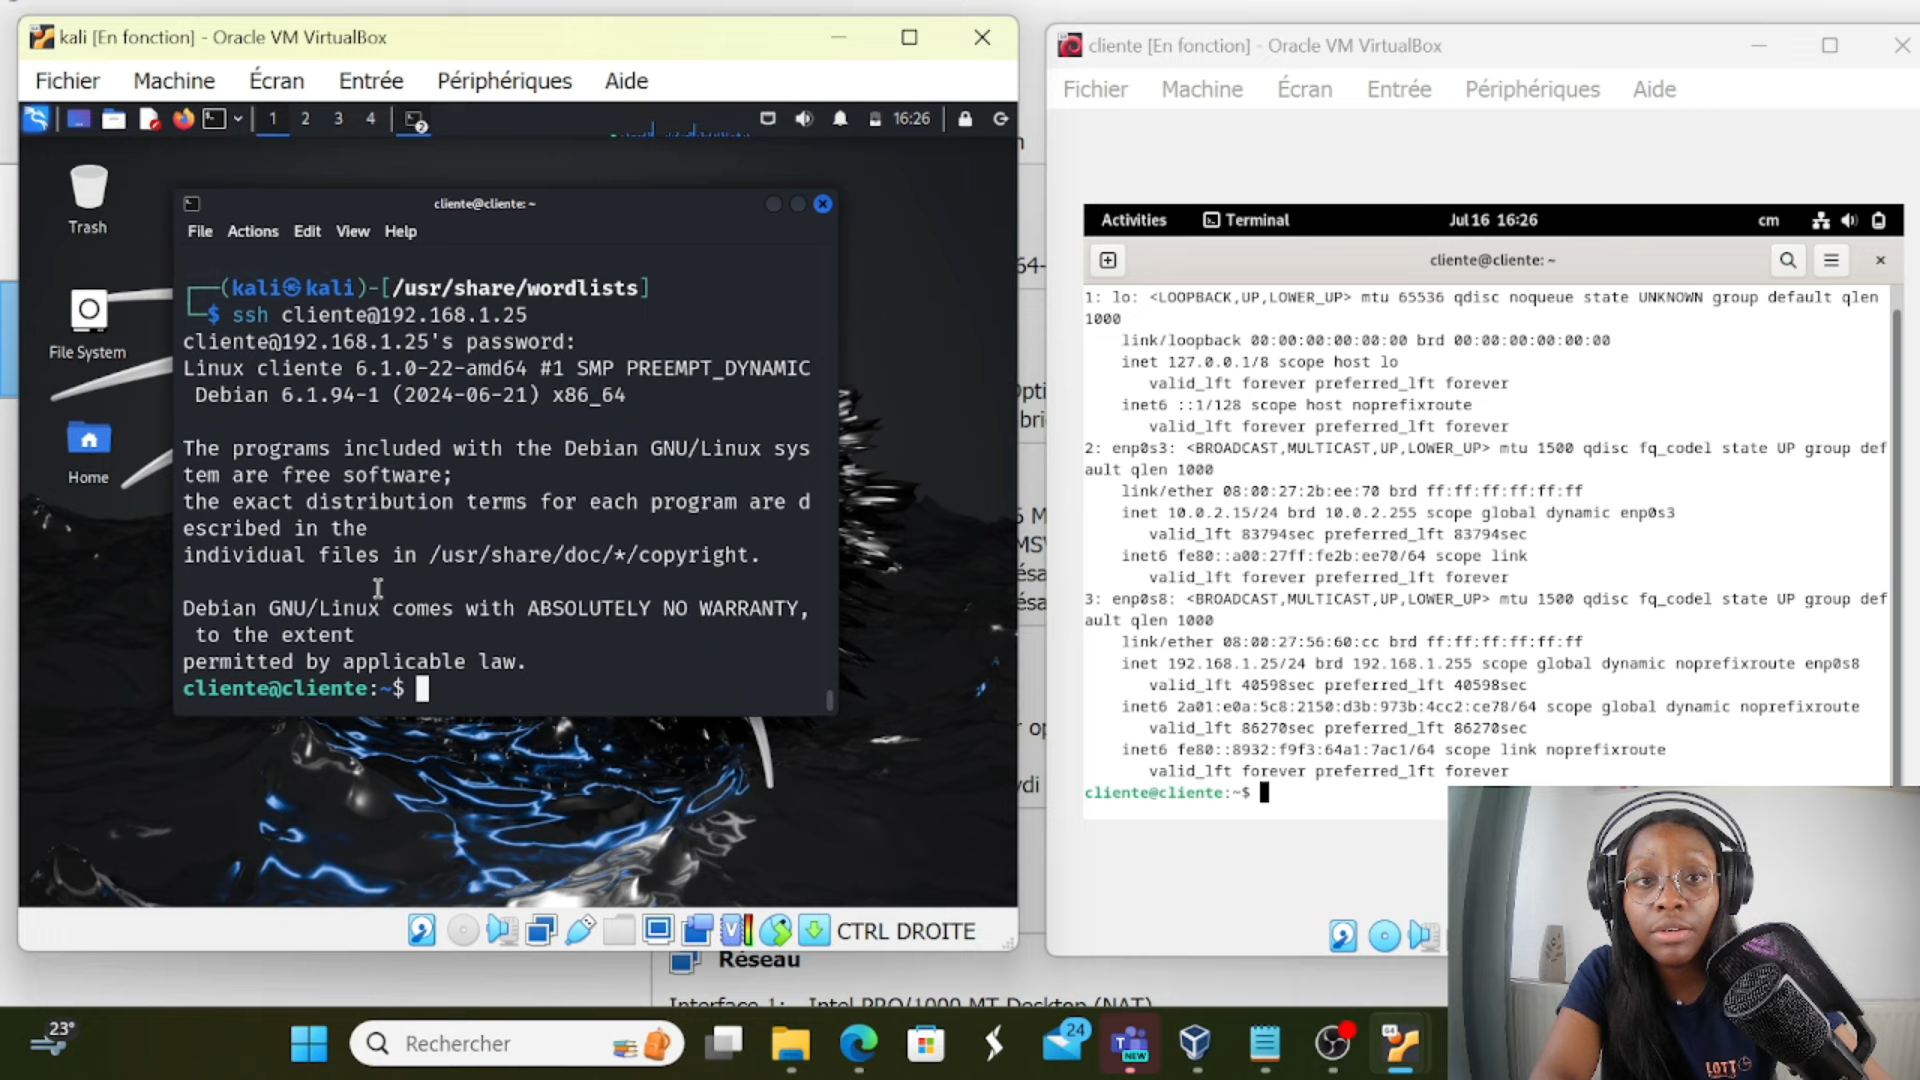 kali [En fonction] - Oracle VM VirtualBox
Fichier Machine Écran Entrée Périphériques Aide
1 2 3 4 2 16:26
Trash
File System
Home
cliente@cliente: ~
File Actions Edit View Help
(kali㉿kali)-[/usr/share/wordlists]
$ ssh cliente@192.168.1.25
cliente@192.168.1.25's password:
Linux cliente 6.1.0-22-amd64 #1 SMP PREEMPT_DYNAMIC
Debian 6.1.94-1 (2024-06-21) x86_64
The programs included with the Debian GNU/Linux sys
tem are free software;
the exact distribution terms for each program are d
escribed in the
individual files in /usr/share/doc/*/copyright.
Debian GNU/Linux comes with ABSOLUTELY NO WARRANTY,
to the extent
permitted by applicable law.
cliente@cliente:~$
CTRL DROITE
cliente [En fonction] - Oracle VM VirtualBox
Fichier Machine Écran Entrée Périphériques Aide
Activities Terminal Jul 16 16:26 cm
cliente@cliente: ~
1: lo: <LOOPBACK,UP,LOWER_UP> mtu 65536 qdisc noqueue state UNKNOWN group default qlen
1000
link/loopback 00:00:00:00:00:00 brd 00:00:00:00:00:00
inet 127.0.0.1/8 scope host lo
valid_lft forever preferred_lft forever
inet6 ::1/128 scope host noprefixroute
valid_lft forever preferred_lft forever
2: enp0s3: <BROADCAST,MULTICAST,UP,LOWER_UP> mtu 1500 qdisc fq_codel state UP group def
ault qlen 1000
link/ether 08:00:27:2b:ee:70 brd ff:ff:ff:ff:ff:ff
inet 10.0.2.15/24 brd 10.0.2.255 scope global dynamic enp0s3
valid_lft 83794sec preferred_lft 83794sec
inet6 fe80::a00:27ff:fe2b:ee70/64 scope link
valid_lft forever preferred_lft forever
3: enp0s8: <BROADCAST,MULTICAST,UP,LOWER_UP> mtu 1500 qdisc fq_codel state UP group def
ault qlen 1000
link/ether 08:00:27:56:60:cc brd ff:ff:ff:ff:ff:ff
inet 192.168.1.25/24 brd 192.168.1.255 scope global dynamic noprefixroute enp0s8
valid_lft 40598sec preferred_lft 40598sec
inet6 2a01:e0a:5c8:2150:d3b:973b:4cc2:ce78/64 scope global dynamic noprefixroute
valid_lft 86270sec preferred_lft 86270sec
inet6 fe80::8932:f9f3:64a1:7ac1/64 scope link noprefixroute
valid_lft forever preferred_lft forever
cliente@cliente:~$
Réseau
Interface 1: Intel PRO/1000 MT Desktop (NAT)
23°
Rechercher
24
NEW
64
LOTT